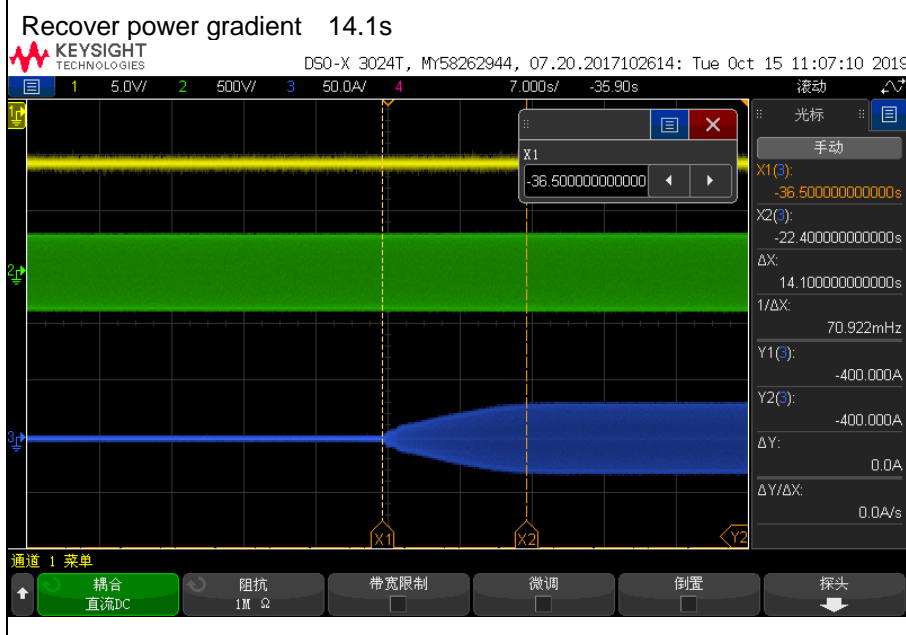 Recover power gradient 14.1s
KEYSIGHT
TECHNOLOGIES
DSO-X 3024T, MY58262944, 07.20.2017102614: Tue Oct 15 11:07:10 2019
1 5.0V/ 2 500V/ 3 50.0A/ 4 7.000s/ -35.90s 滚动
光标
手动
X1(3):
-36.500000000000s
X2(3):
-22.400000000000s
ΔX:
14.100000000000s
1/ΔX:
70.922mHz
Y1(3):
-400.000A
Y2(3):
-400.000A
ΔY:
0.0A
ΔY/ΔX:
0.0A/s
X1
-36.500000000000
1
2
3
X1
X2
Y2
通道 1 菜单
耦合
直流DC
阻抗
1M Ω
带宽限制
微调
倒置
探头